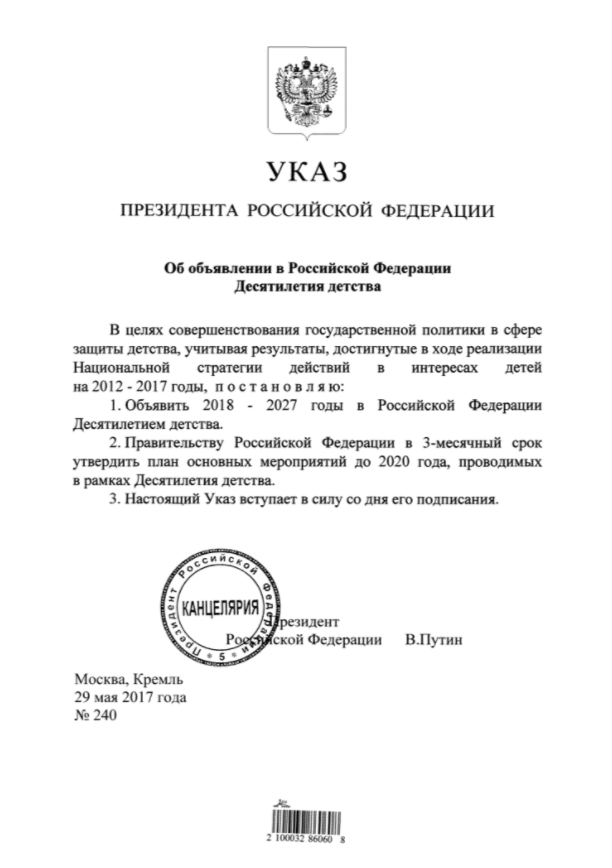 УКАЗ
ПРЕЗИДЕНТА РОССИЙСКОЙ ФЕДЕРАЦИИ
Об объявлении в Российской Федерации
Десятилетия детства
В целях совершенствования государственной политики в сфере
защиты детства, учитывая результаты, достигнутые в ходе реализации
Национальной стратегии действий в интересах детей
на 2012 - 2017 годы, п о с т а н о в л я ю:
1. Объявить 2018 - 2027 годы в Российской Федерации
Десятилетием детства.
2. Правительству Российской Федерации в 3-месячный срок
утвердить план основных мероприятий до 2020 года, проводимых
в рамках Десятилетия детства.
3. Настоящий Указ вступает в силу со дня его подписания.
Президент Российской Федерации
КАНЦЕЛЯРИЯ
* 5 *
Президент
Российской Федерации В.Путин
Москва, Кремль
29 мая 2017 года
№ 240
2 100032 86060 8